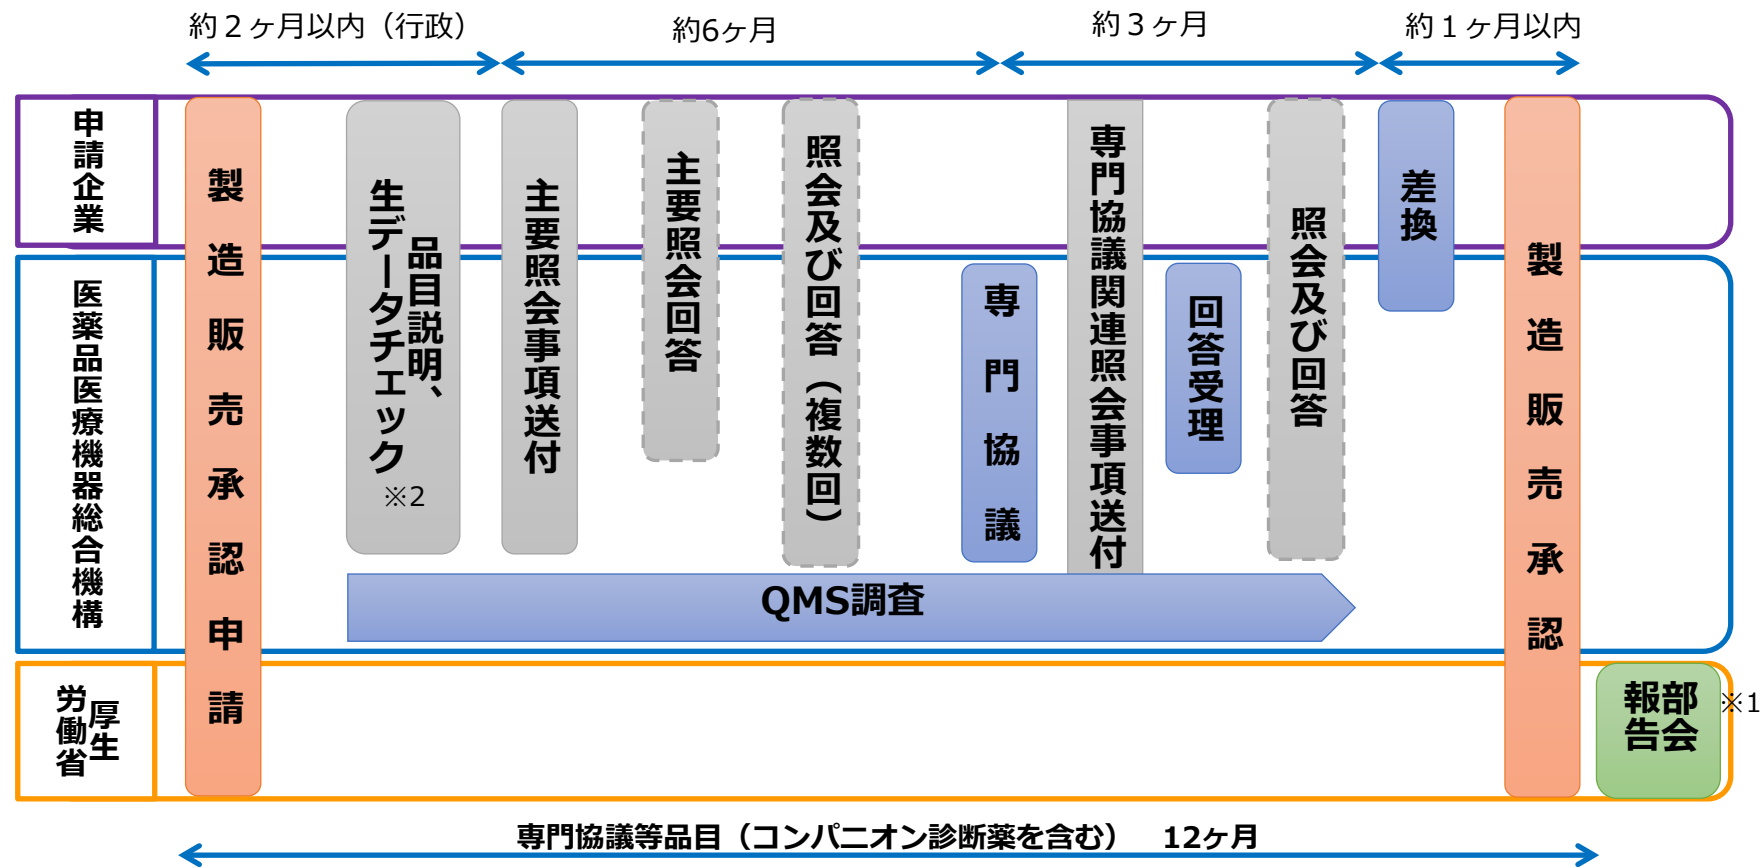 約２ヶ月以内（行政）
約6ヶ月
約３ヶ月
約１ヶ月以内
申請企業
医薬品医療機器総合機構
厚生
労働省
製造販売承認申請
品目説明、
生データチェック
※2
主要照会事項送付
主要照会回答
照会及び回答（複数回）
専門協議
専門協議関連照会事項送付
回答受理
照会及び回答
差換
製造販売承認
QMS調査
部会
報告
※1
専門協議等品目（コンパニオン診断薬を含む）　12ヶ月